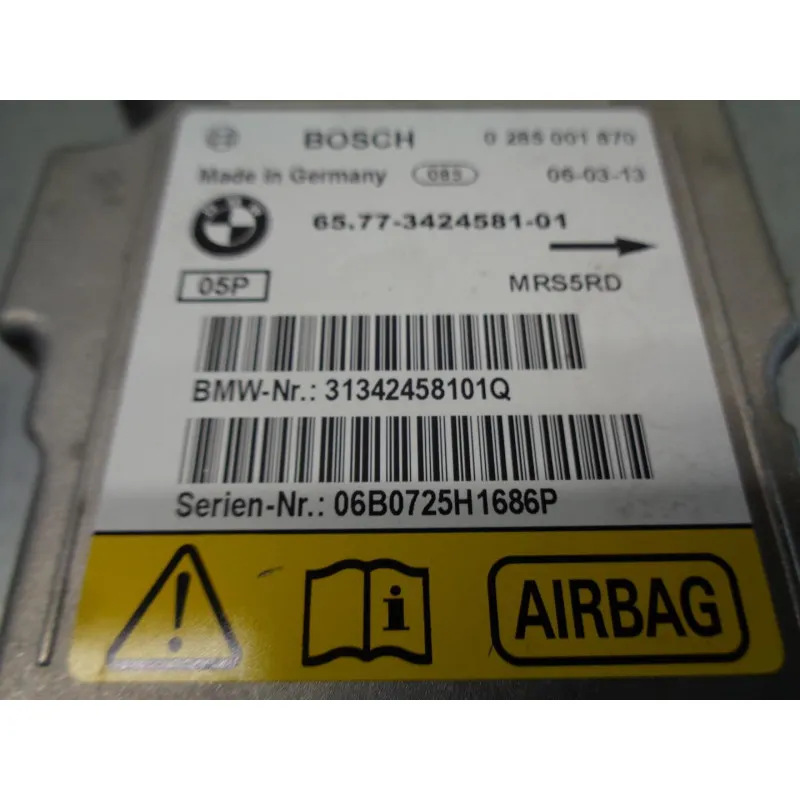 BOSCH 0 285 001 870
Made in Germany 085 06-03-13
BMW 65.77-3424581-01
05P MRS5RD
BMW-Nr.: 31342458101Q
Serien-Nr.: 06B0725H1686P
! i AIRBAG